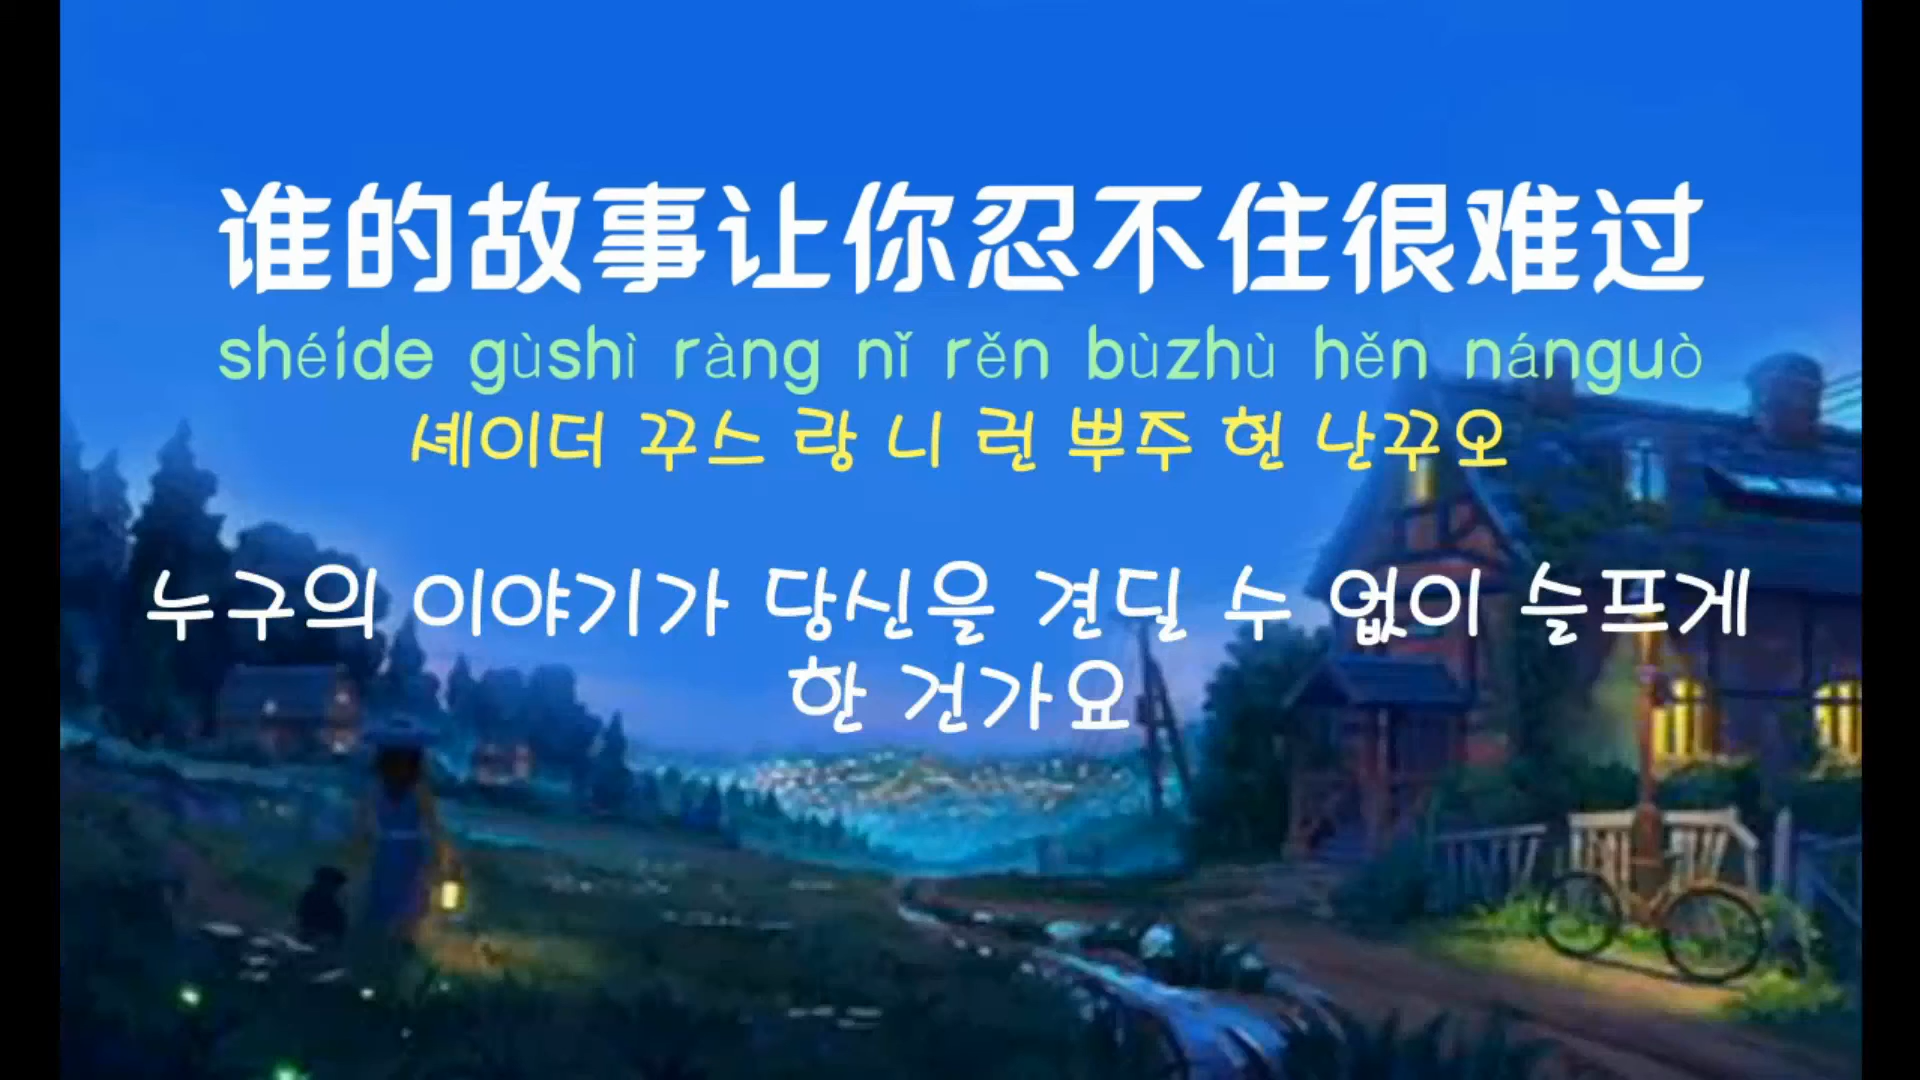 谁的故事让你忍不住很难过
shéide gùshì ràng nǐ rěn bùzhù hěn nánguò
셰이더 꾸스 랑 니 런 뿌주 헌 난꾸오
누구의 이야기가 당신을 견딜 수 없이 슬프게
한 건가요